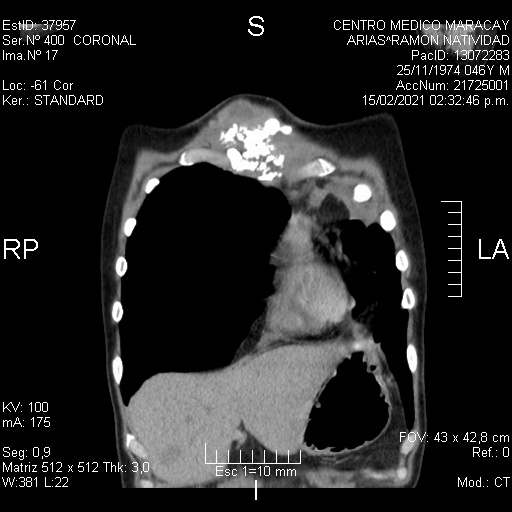 EstID: 37957
Ser.Nº 400 CORONAL
Ima.Nº 17
Loc: -61 Cor
Ker.: STANDARD
S
CENTRO MEDICO MARACAY
ARIAS^RAMON NATIVIDAD
PacID: 13072283
25/11/1974 046Y M
AccNum: 21725001
15/02/2021 02:32:46 p.m.
RP
LA
KV: 100
mA: 175
Seg: 0,9
Matriz 512 x 512 Thk: 3,0
W:381 L:22
Esc 1=10 mm
I
FOV: 43 x 42,8 cm
Ref.: 0
Mod.: CT